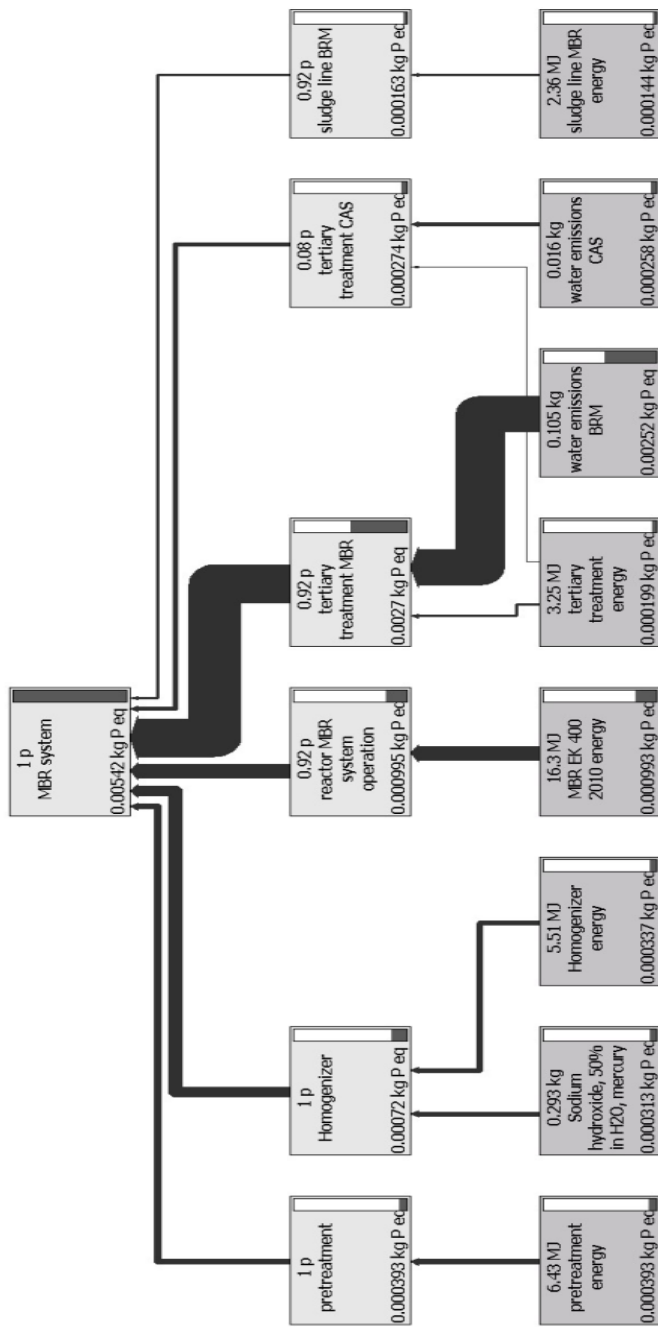 1 p
MBR system
0.00542 kg P eq
1 p
pretreatment
0.000393 kg P eq
1 p
Homogenizer
0.00072 kg P eq
0.92 p
reactor MBR
system
operation
0.000995 kg P eq
0.92 p
tertiary
treatment MBR
0.0027 kg P eq
0.08 p
tertiary
treatment CAS
0.000274 kg P eq
0.92 p
sludge line BRM
0.000163 kg P eq
6.43 MJ
pretreatment
energy
0.000393 kg P eq
0.293 kg
Sodium
hydroxide, 50%
in H2O, mercury
0.000313 kg P eq
5.51 MJ
Homogenizer
energy
0.000337 kg P eq
16.3 MJ
MBR EK 400
2010 energy
0.000993 kg P eq
3.25 MJ
tertiary
treatment
energy
0.000199 kg P eq
0.105 kg
water emissions
BRM
0.00252 kg P eq
0.016 kg
water emissions
CAS
0.000258 kg P eq
2.36 MJ
sludge line MBR
energy
0.000144 kg P eq